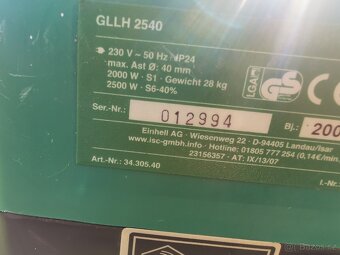 GLLH 2540
230 V ~ 50 Hz IP24
max. Ast Ø: 40 mm
2000 W · S1 · Gewicht 28 kg
2500 W · S6-40%
LGA
GS
Ser.-Nr.: 012994 Bj.: 200
Einhell AG · Wiesenweg 22 · D-94405 Landau/Isar
www.isc-gmbh.info · Hotline: 01805 777 254 (0,14€/min.
23156357 · AT: IX/13/07
Art.-Nr.: 34.305.40 I.-Nr.